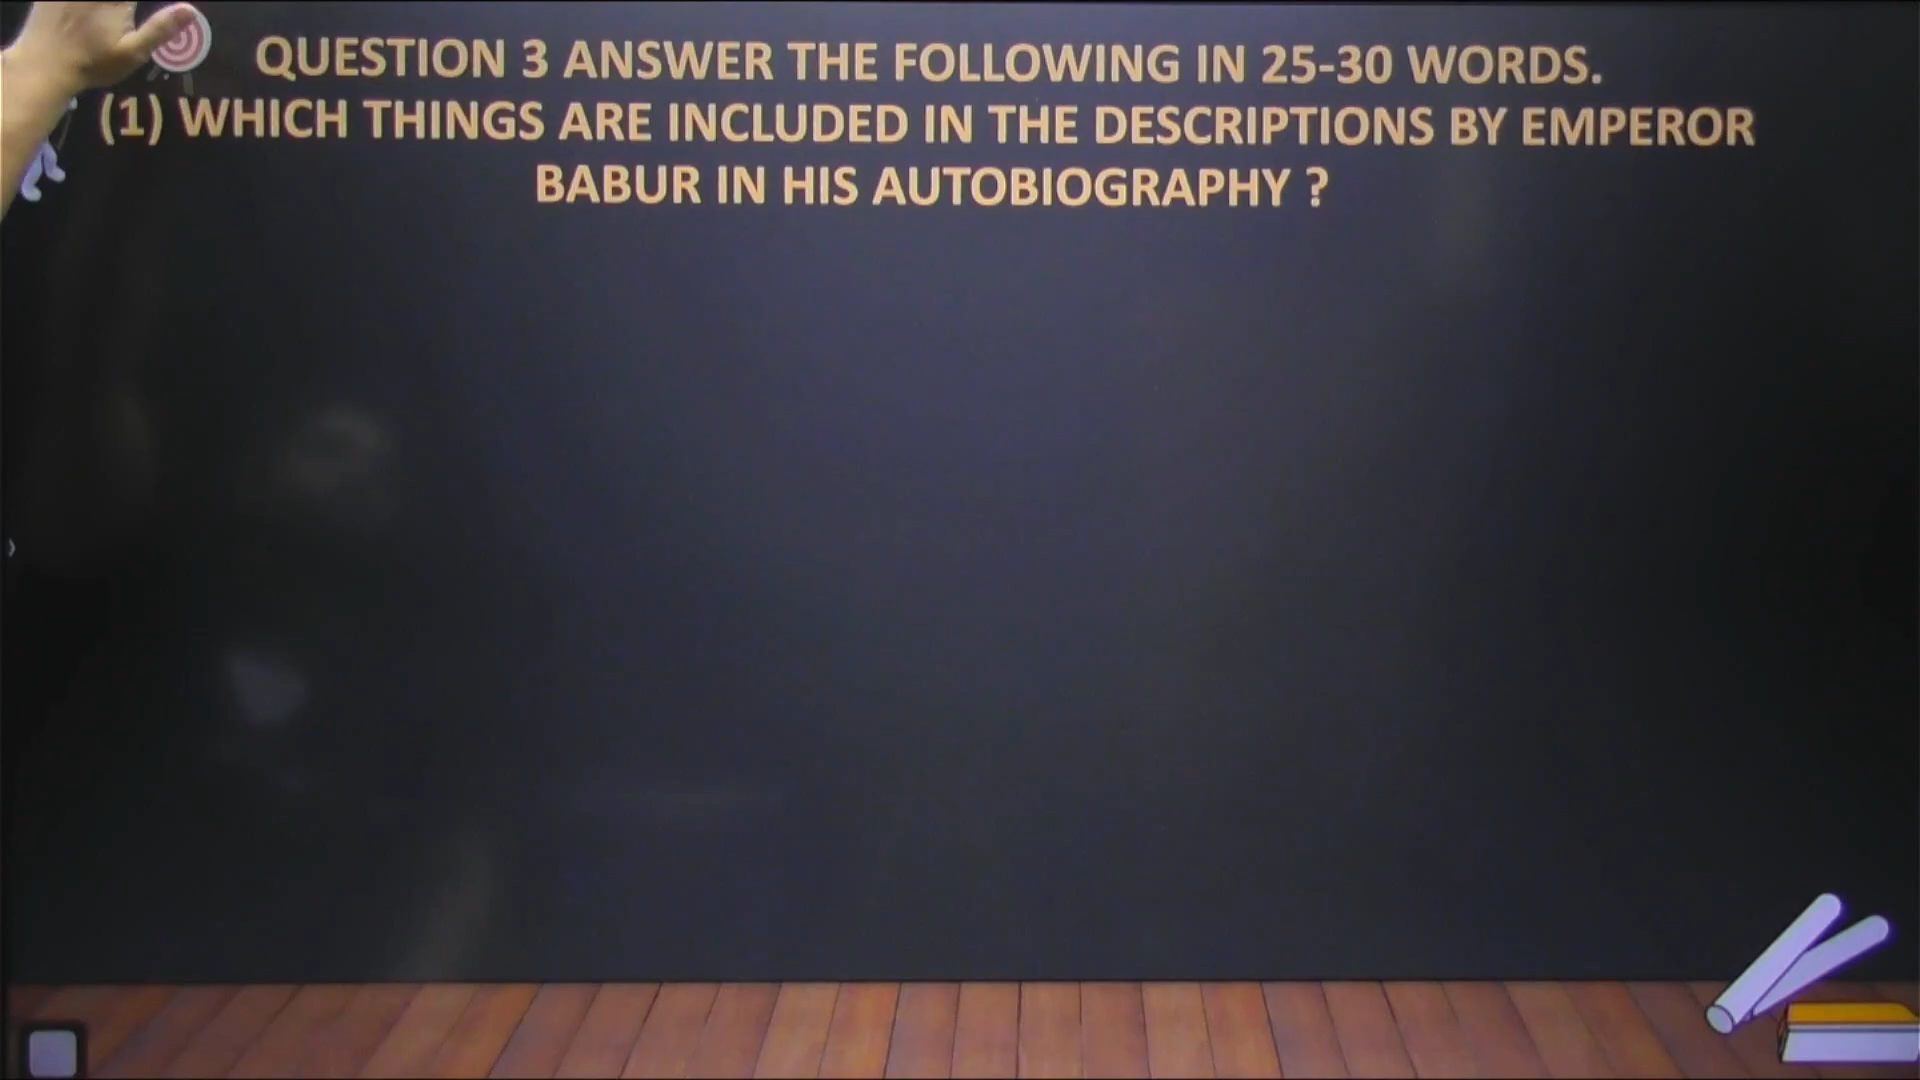 QUESTION 3 ANSWER THE FOLLOWING IN 25-30 WORDS.
(1) WHICH THINGS ARE INCLUDED IN THE DESCRIPTIONS BY EMPEROR
BABUR IN HIS AUTOBIOGRAPHY ?